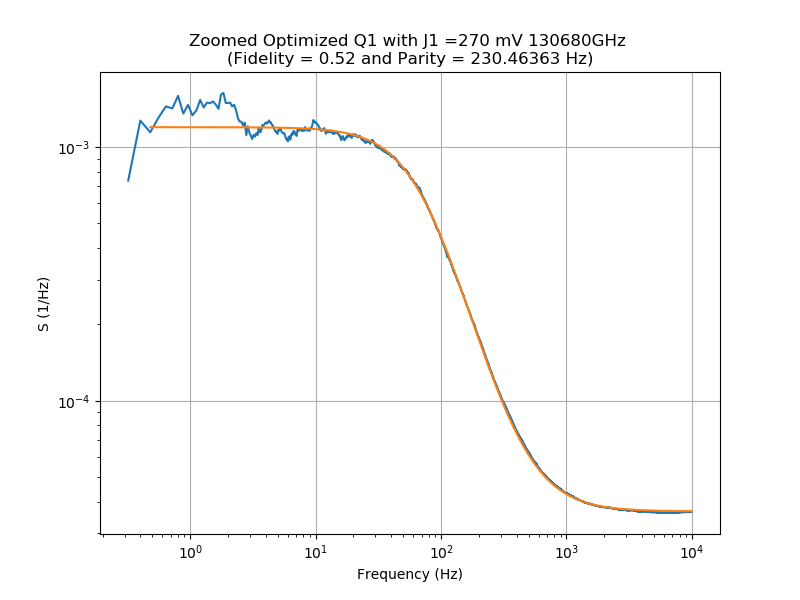 Zoomed Optimized Q1 with J1 =270 mV 130680GHz
(Fidelity = 0.52 and Parity = 230.46363 Hz)
S (1/Hz)
10⁻³
10⁻⁴
10⁰ 10¹ 10² 10³ 10⁴
Frequency (Hz)